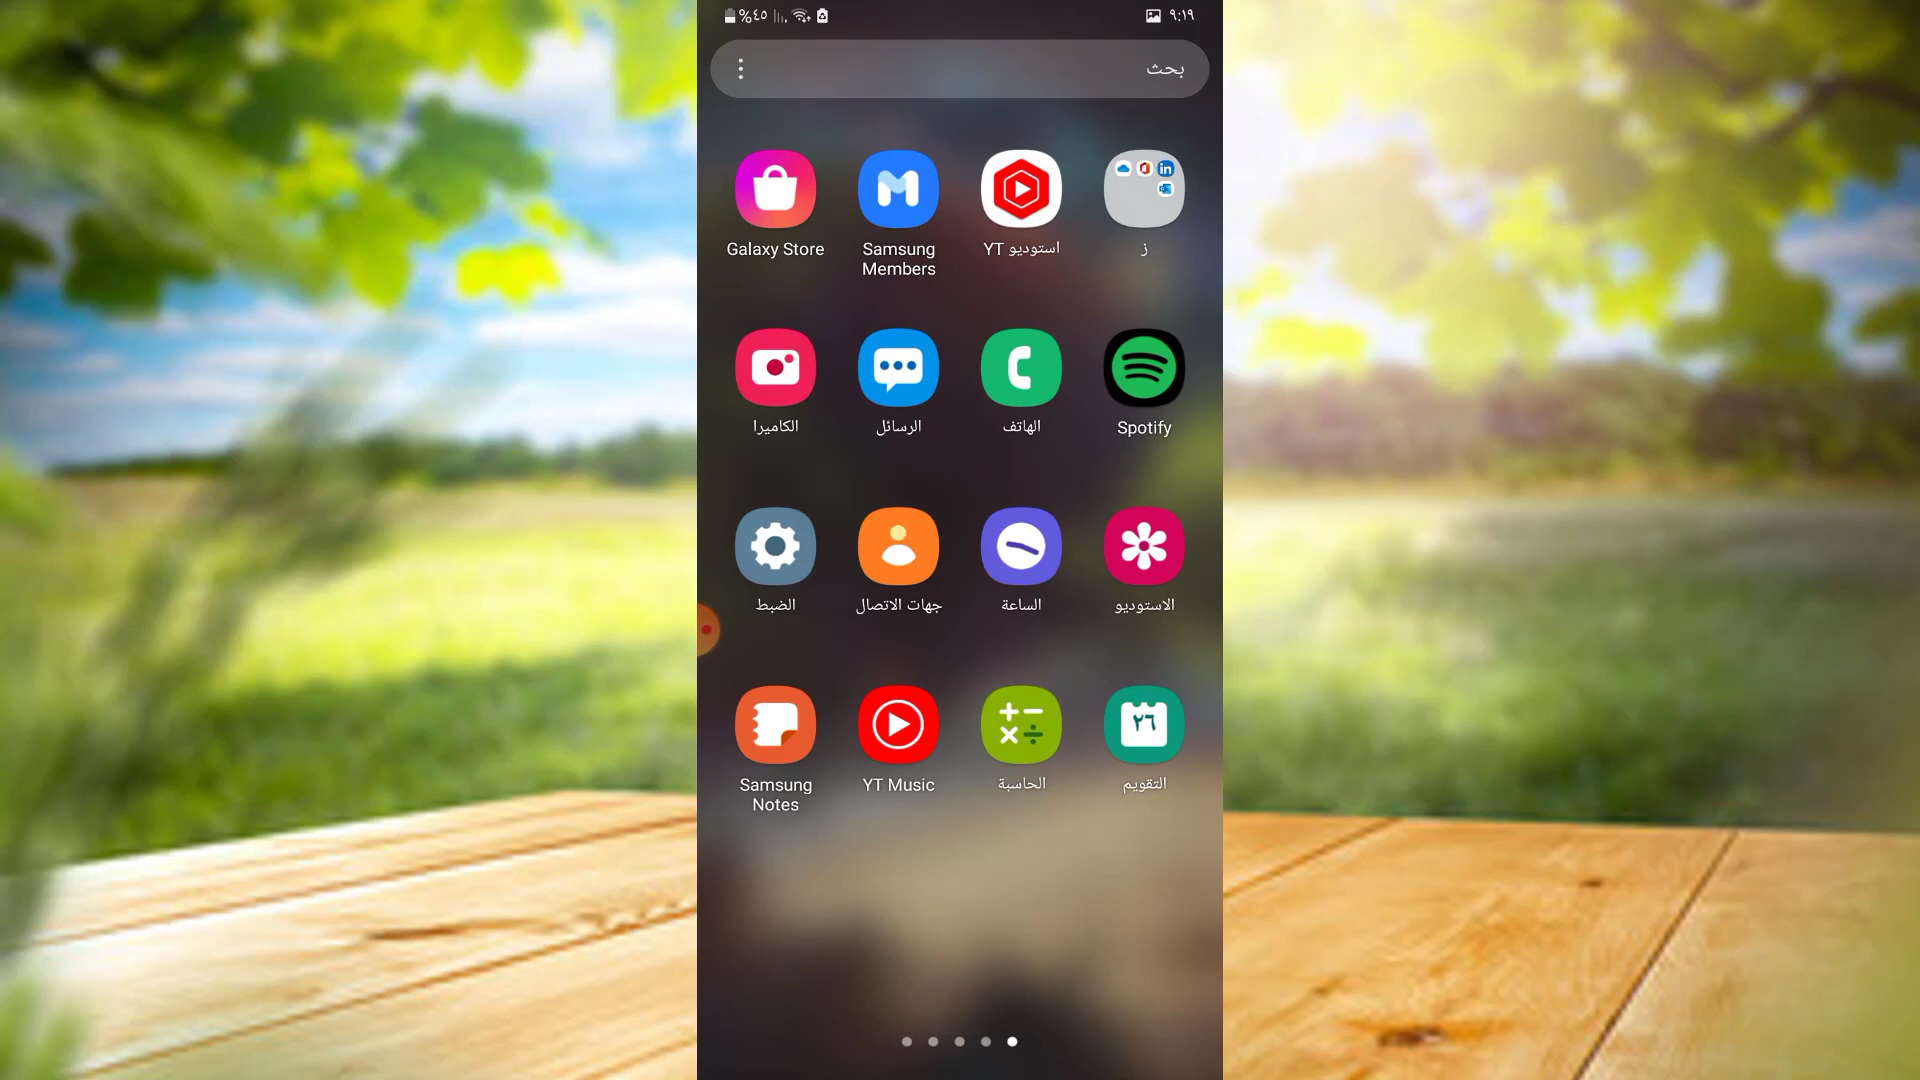 ٩:١٩ %٤٥
بحث
ز
استوديو YT
Samsung
Members
Galaxy Store
in
Spotify
الهاتف
الرسائل
الكاميرا
الاستوديو
الساعة
جهات الاتصال
الضبط
٢٦
التقويم
الحاسبة
YT Music
Samsung
Notes